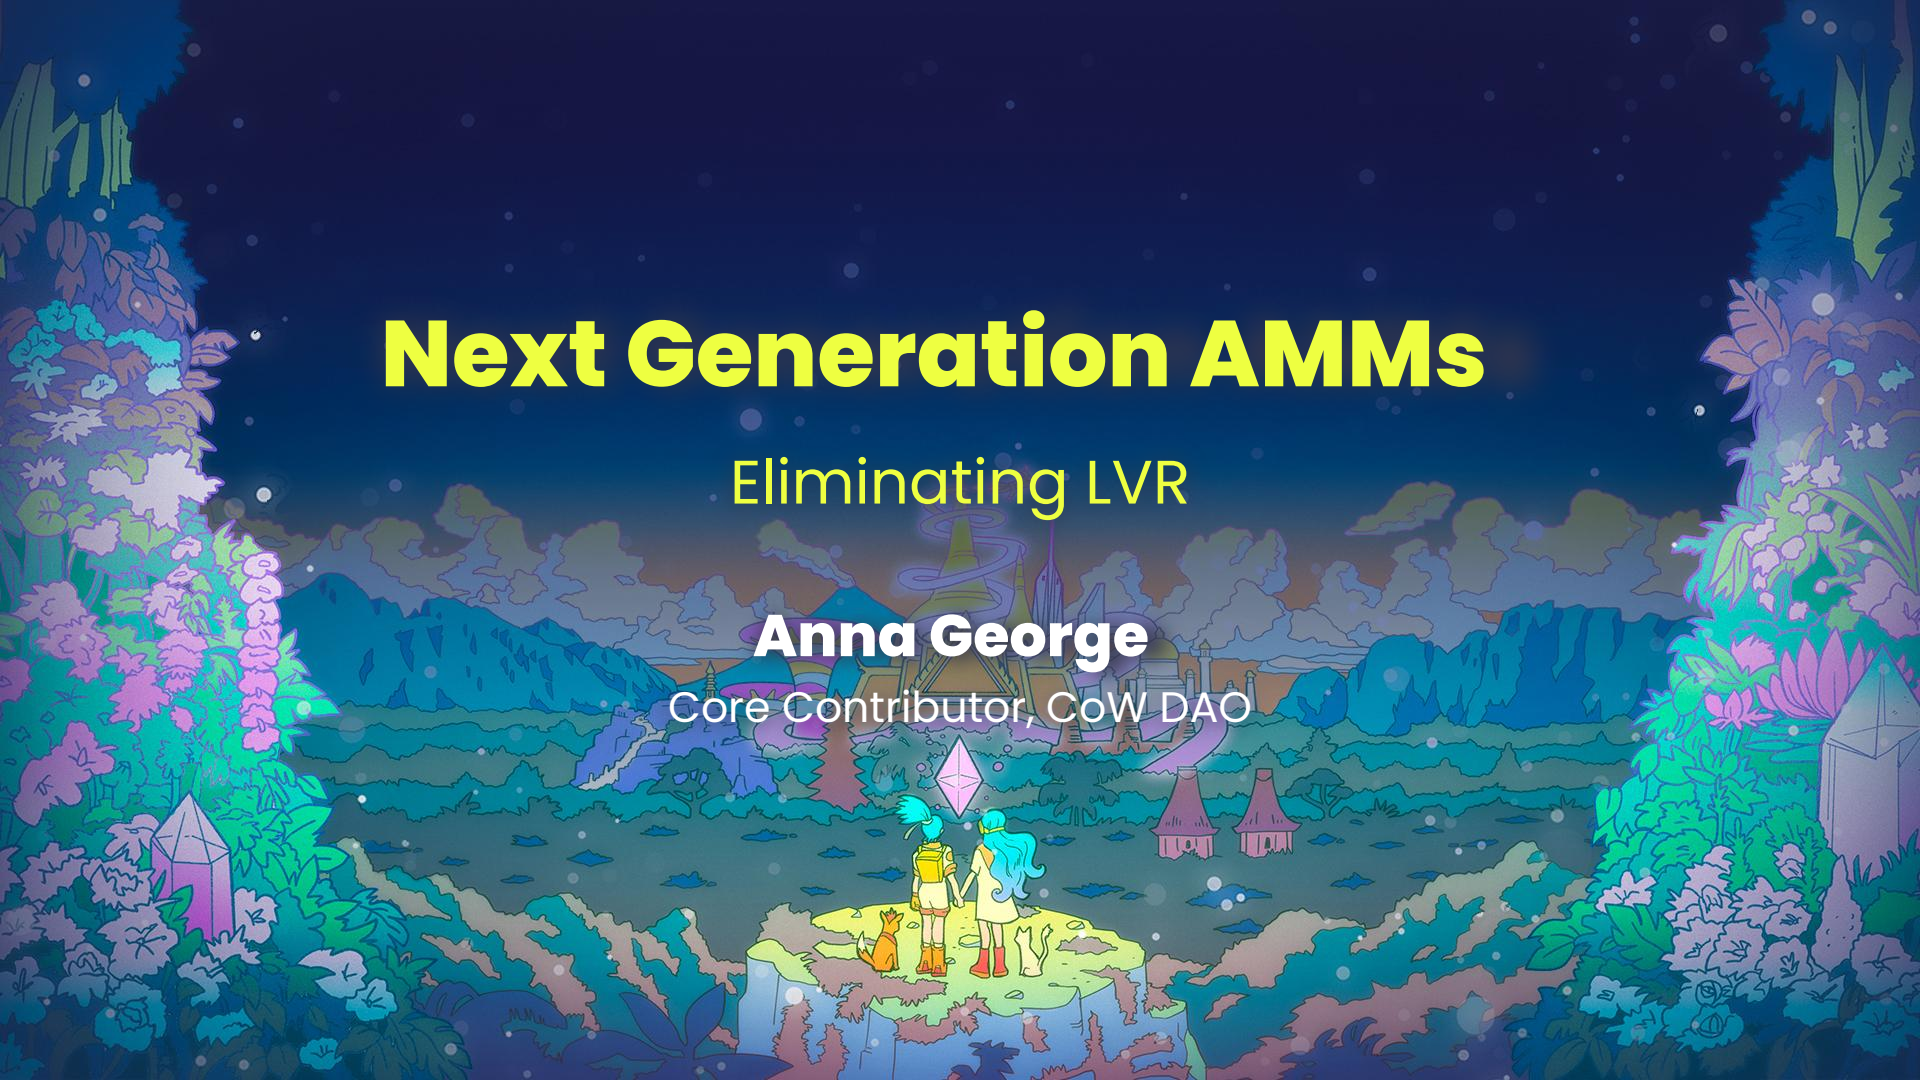 Next Generation AMMs
Eliminating LVR
Anna George
Core Contributor, CoW DAO